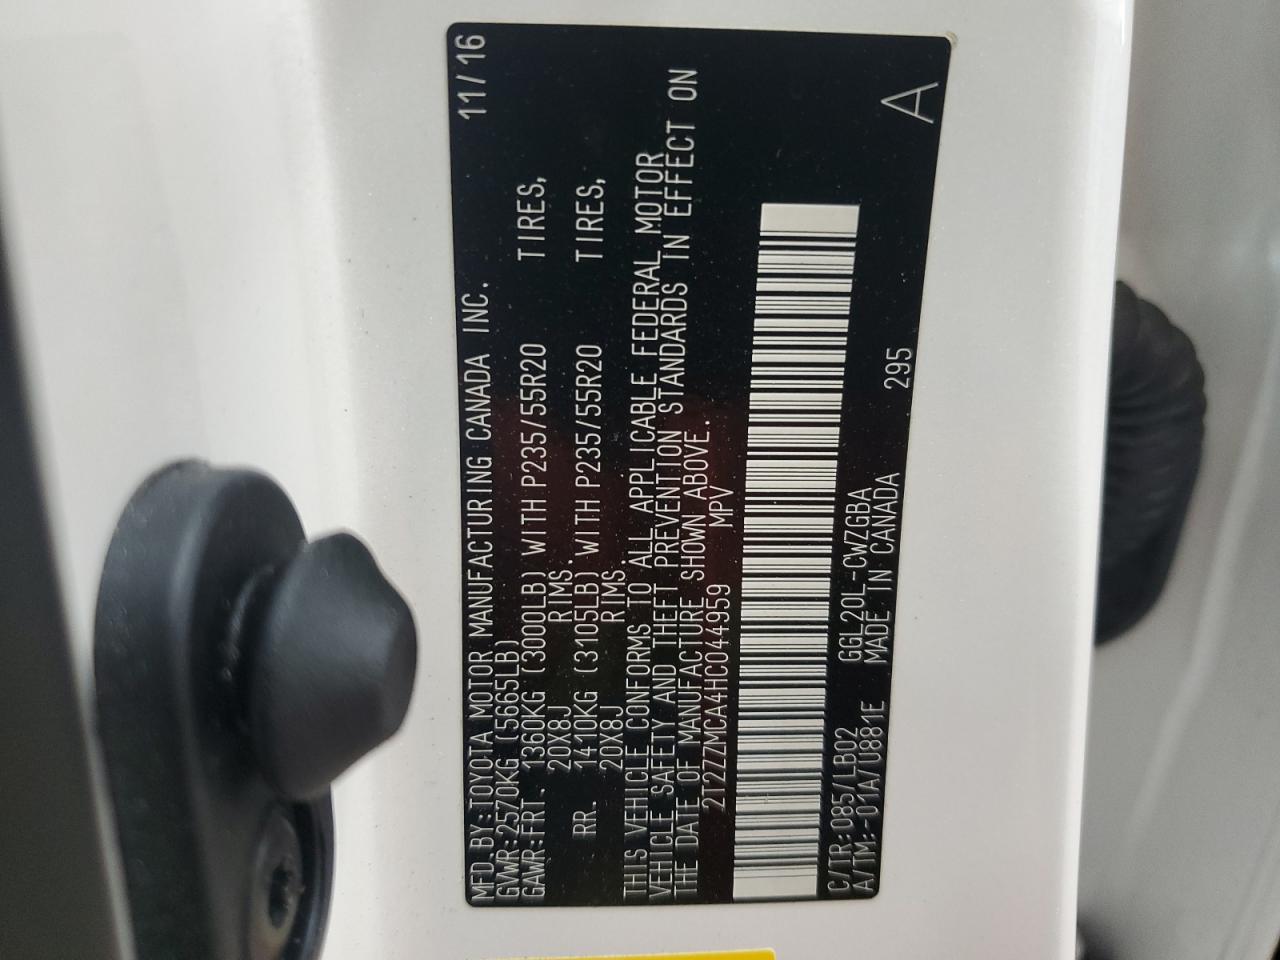 MFD.BY:TOYOTA MOTOR MANUFACTURING CANADA INC. 11/16
GVWR:2570KG (5665LB)
GAWR:FRT. 1360KG (3000LB) WITH P235/55R20 TIRES,
20X8J RIMS.
RR. 1410KG (3105LB) WITH P235/55R20 TIRES,
20X8J RIMS.
THIS VEHICLE CONFORMS TO ALL APPLICABLE FEDERAL MOTOR
VEHICLE SAFETY AND THEFT PREVENTION STANDARDS IN EFFECT ON
THE DATE OF MANUFACTURE SHOWN ABOVE.
2T2ZZMCA4HC044959 MPV
C/TR:085/LB02 GGL20L-CWZGBA
A/TM:-01A/U881E MADE IN CANADA 295
A